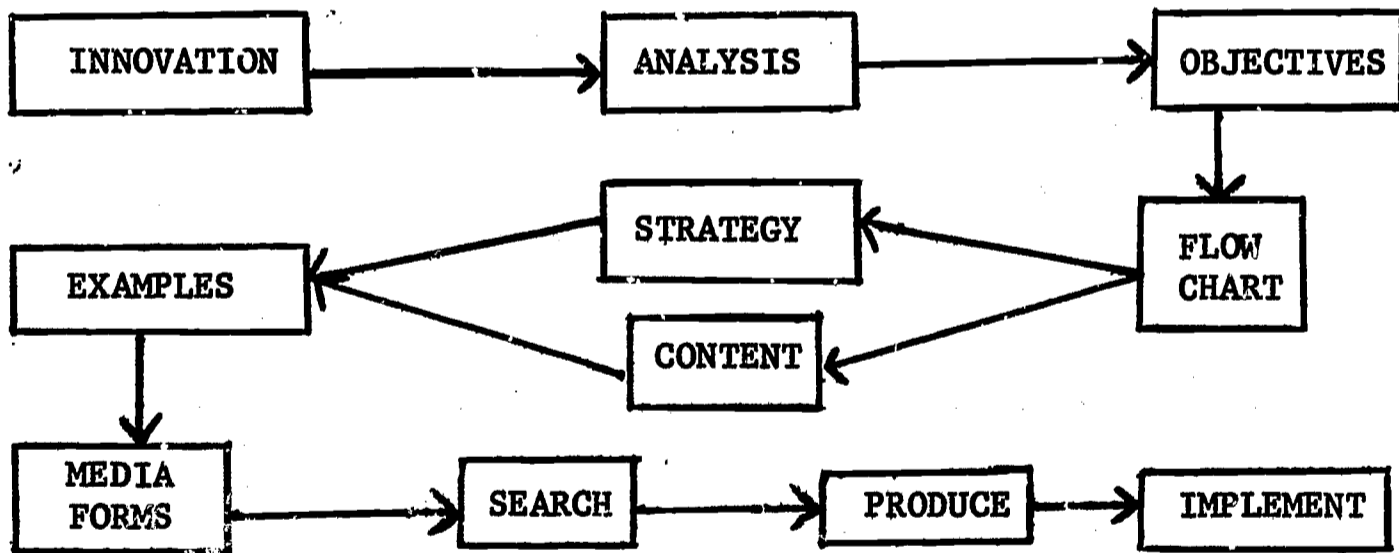 INNOVATION
ANALYSIS
OBJECTIVES
STRATEGY
FLOW
CHART
EXAMPLES
CONTENT
MEDIA
FORMS
SEARCH
PRODUCE
IMPLEMENT